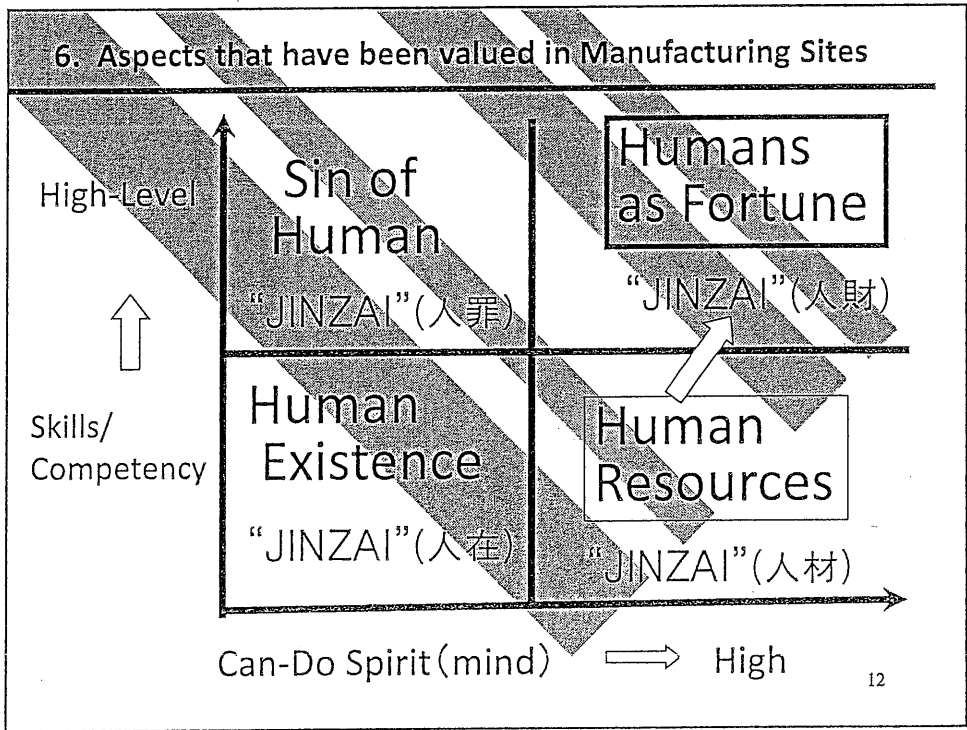 6. Aspects that have been valued in Manufacturing Sites
High-Level
Skills/
Competency
Sin of
Human
“JINZAI”(人罪)
Humans
as Fortune
“JINZAI”(人財)
Human
Existence
“JINZAI”(人在)
Human
Resources
“JINZAI”(人材)
Can-Do Spirit(mind)
High
12